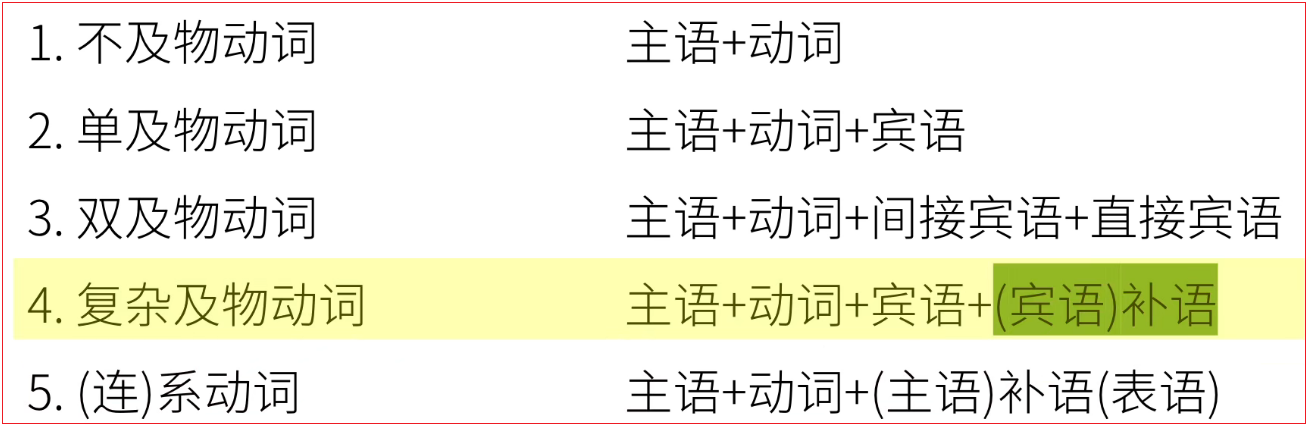 1. 不及物动词 主语+动词
2. 单及物动词 主语+动词+宾语
3. 双及物动词 主语+动词+间接宾语+直接宾语
4. 复杂及物动词 主语+动词+宾语+(宾语)补语
5. (连)系动词 主语+动词+(主语)补语(表语)